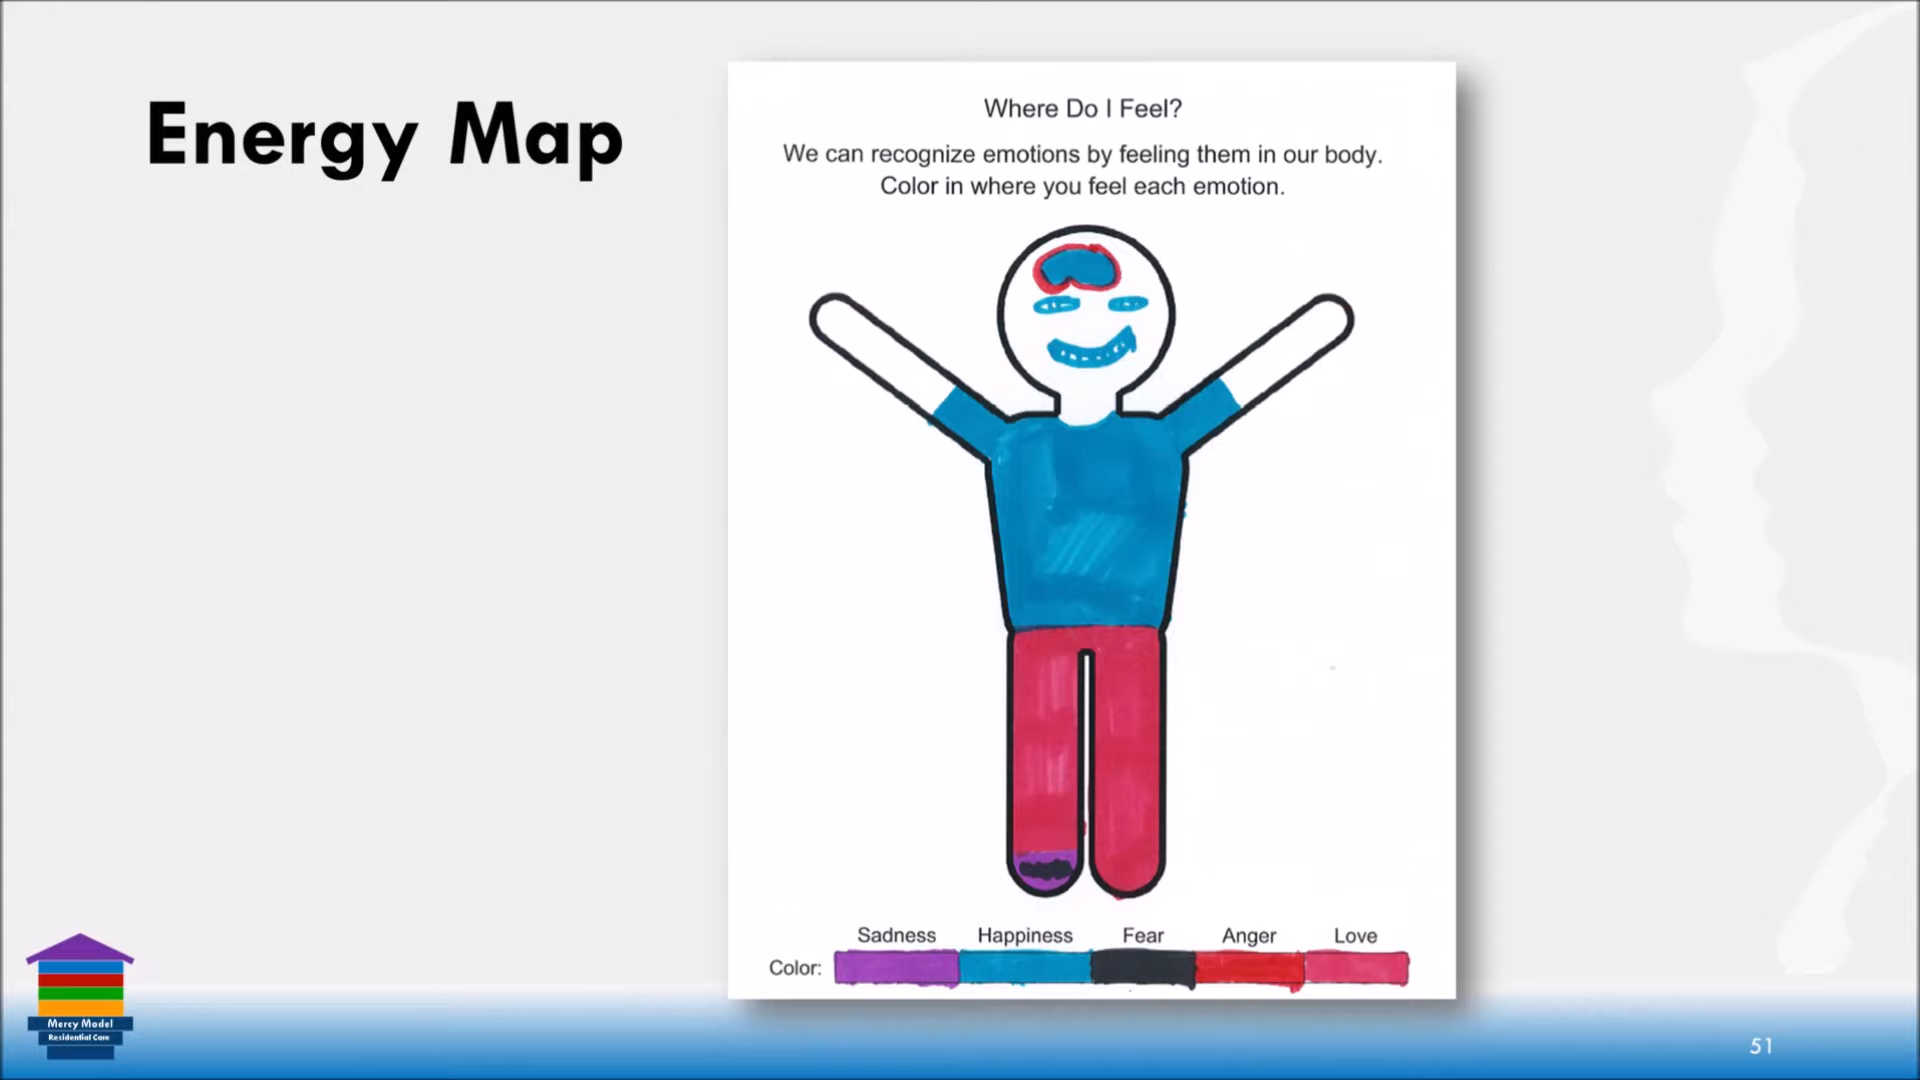 Energy Map
Where Do I Feel?
We can recognize emotions by feeling them in our body.
Color in where you feel each emotion.
Sadness Happiness Fear Anger Love
Color:
Mercy Model
Residential Care
51